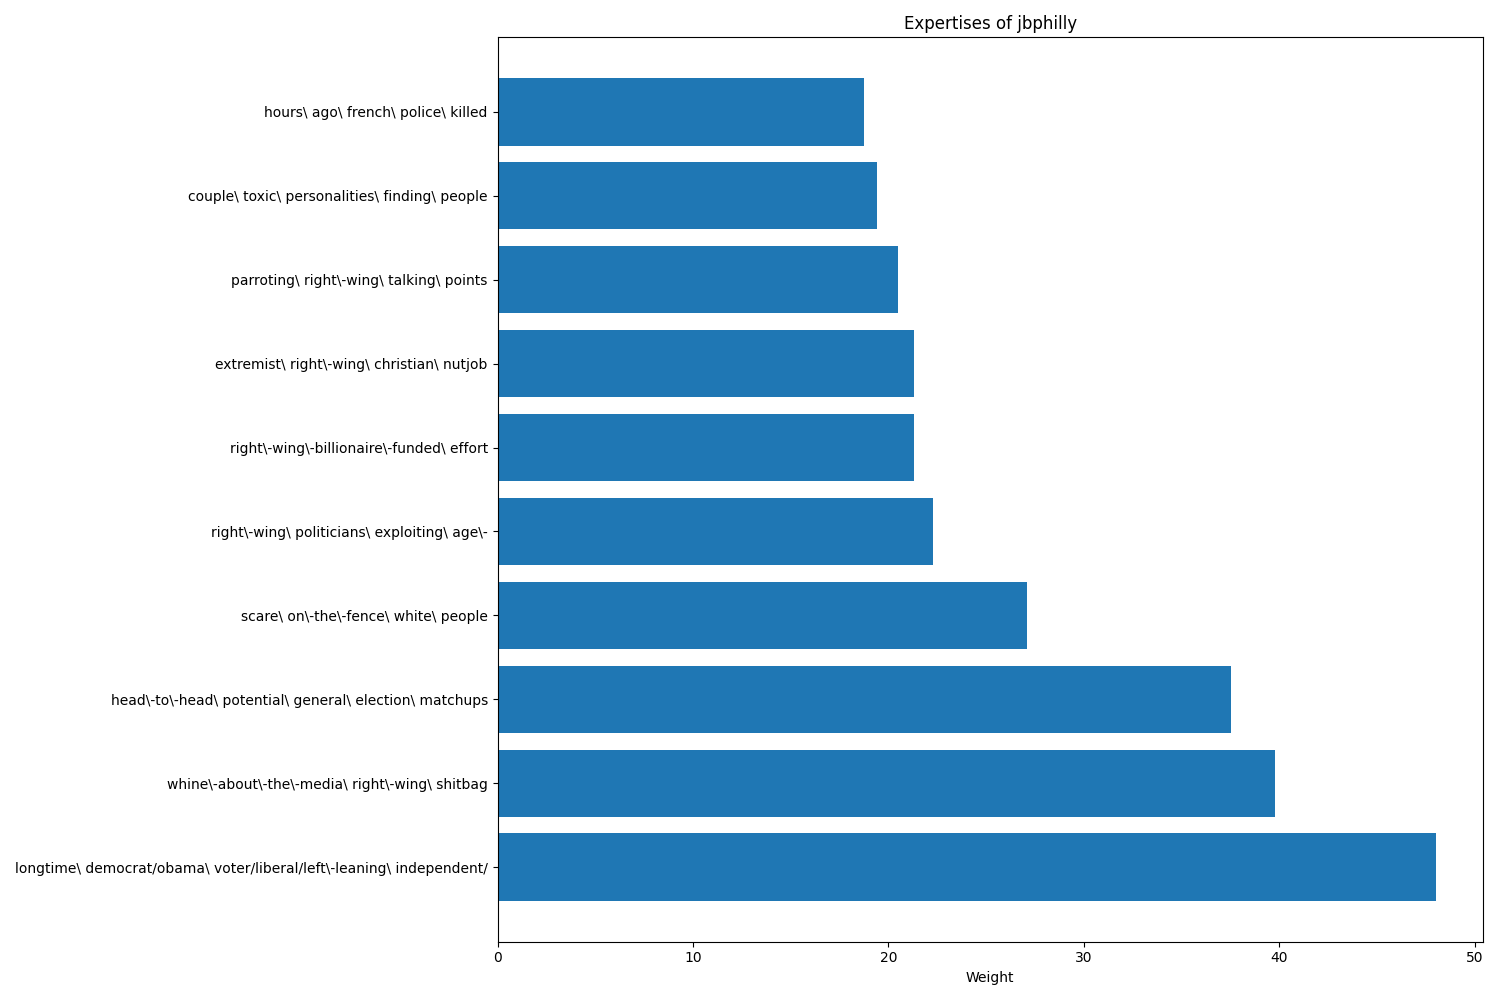 Expertises of jbphilly
hours\ ago\ french\ police\ killed
couple\ toxic\ personalities\ finding\ people
parroting\ right\-wing\ talking\ points
extremist\ right\-wing\ christian\ nutjob
right\-wing\-billionaire\-funded\ effort
right\-wing\ politicians\ exploiting\ age\-
scare\ on\-the\-fence\ white\ people
head\-to\-head\ potential\ general\ election\ matchups
whine\-about\-the\-media\ right\-wing\ shitbag
longtime\ democrat/obama\ voter/liberal/left\-leaning\ independent/
0 10 20 30 40 50
Weight